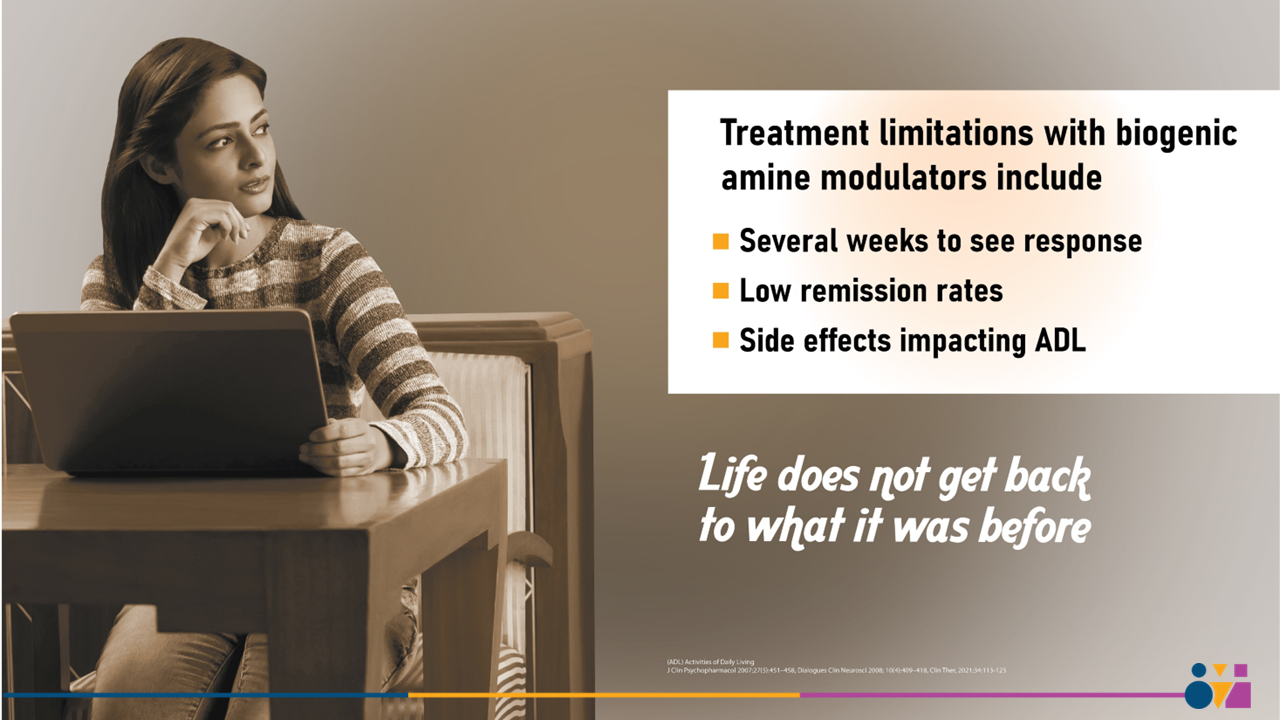 Treatment limitations with biogenic
amine modulators include
Several weeks to see response
Low remission rates
Side effects impacting ADL
Life does not get back
to what it was before
(ADL) Activities of Daily Living
J Clin Psychopharmacol 2007;27(5):451–458, Dialogues Clin Neurosci 2008; 10(4):409–418, Clin Ther, 2021;34:113-123